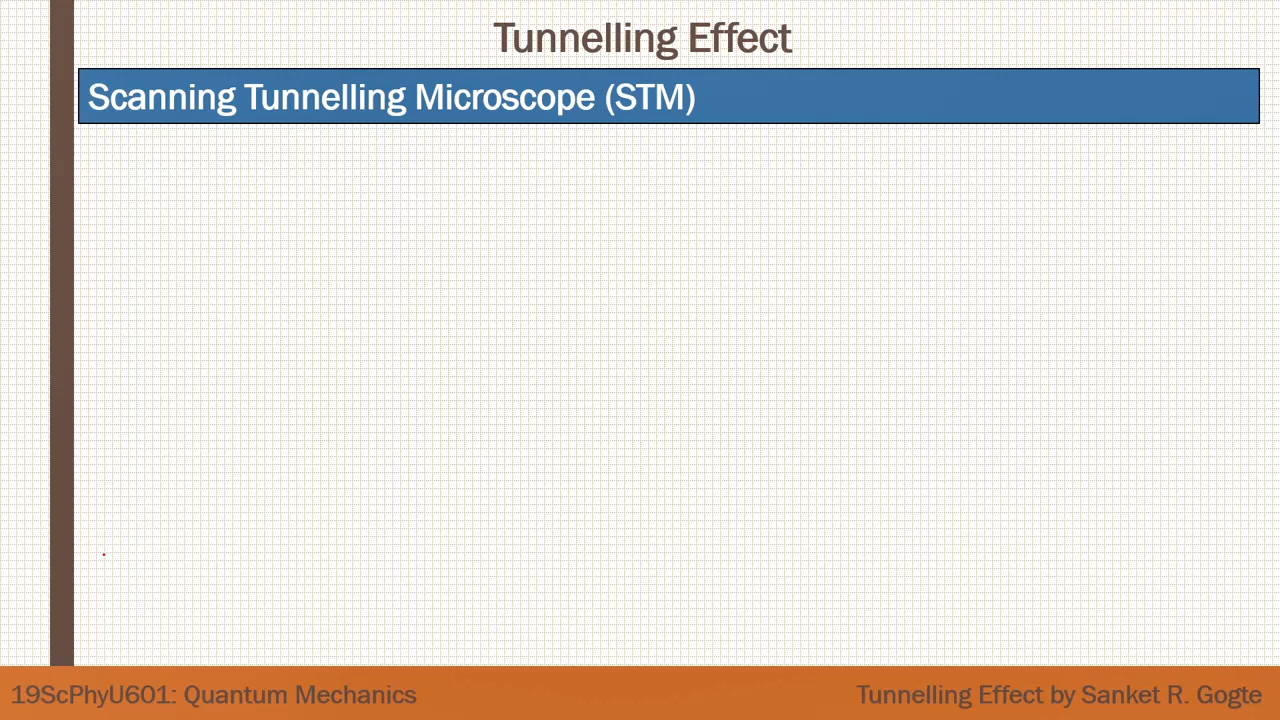 Tunnelling Effect
Scanning Tunnelling Microscope (STM)
19ScPhyU601: Quantum Mechanics
Tunnelling Effect by Sanket R. Gogte